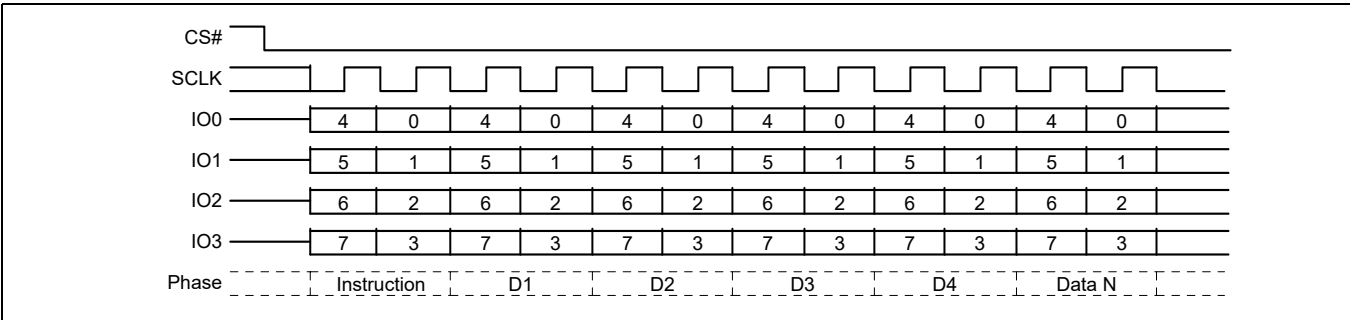 CS#
SCLK
IO0 4 0 4 0 4 0 4 0 4 0 4 0
IO1 5 1 5 1 5 1 5 1 5 1 5 1
IO2 6 2 6 2 6 2 6 2 6 2 6 2
IO3 7 3 7 3 7 3 7 3 7 3 7 3
Phase Instruction D1 D2 D3 D4 Data N